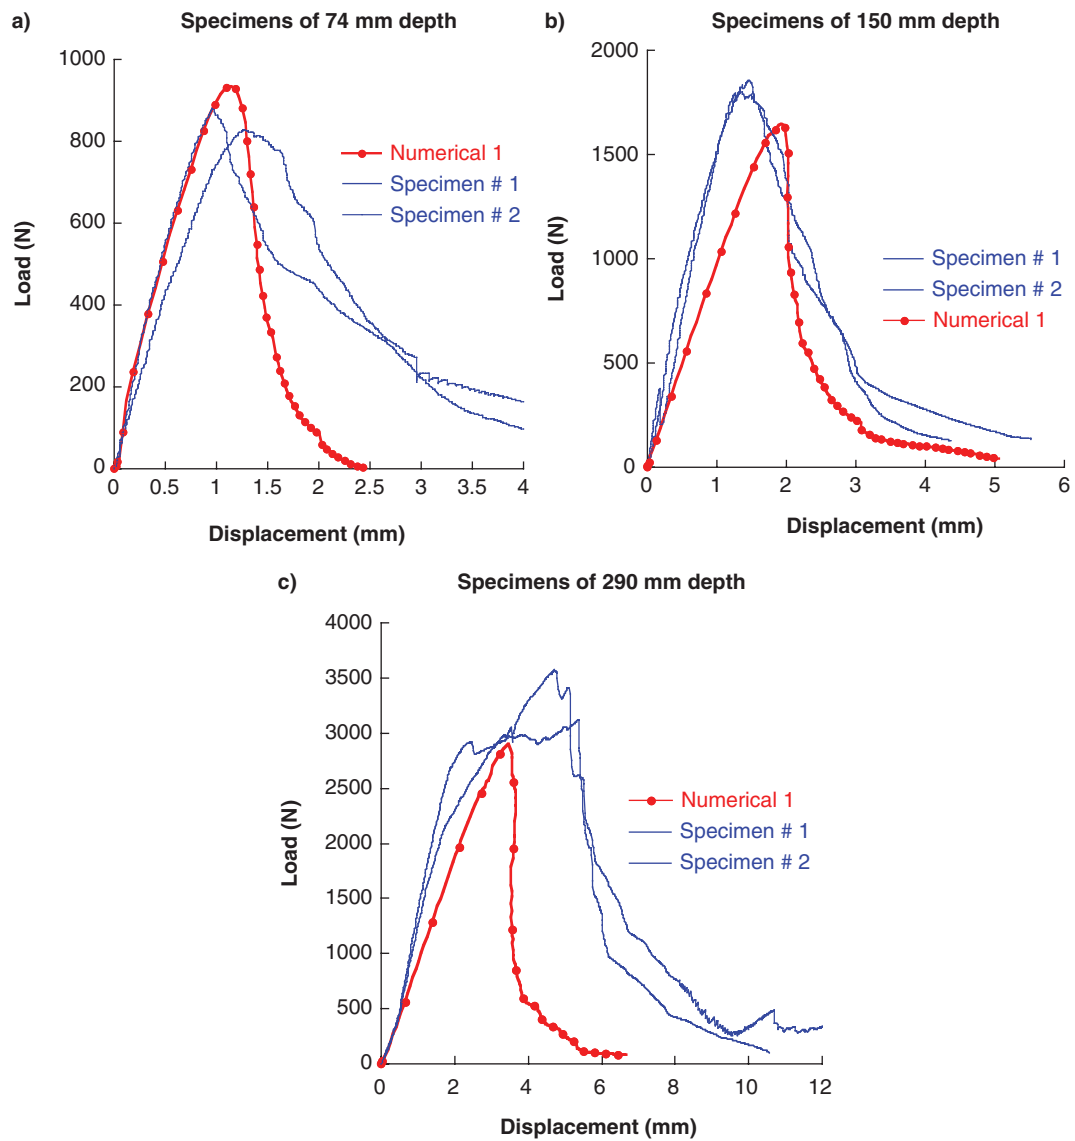 a) Specimens of 74 mm depth
1000
800
600
400
200
0
Load (N)
Numerical 1
Specimen # 1
Specimen # 2
0 0.5 1 1.5 2 2.5 3 3.5 4
Displacement (mm)
b) Specimens of 150 mm depth
2000
1500
1000
500
0
Load (N)
Specimen # 1
Specimen # 2
Numerical 1
0 1 2 3 4 5 6
Displacement (mm)
c) Specimens of 290 mm depth
4000
3500
3000
2500
2000
1500
1000
500
0
Load (N)
Numerical 1
Specimen # 1
Specimen # 2
0 2 4 6 8 10 12
Displacement (mm)